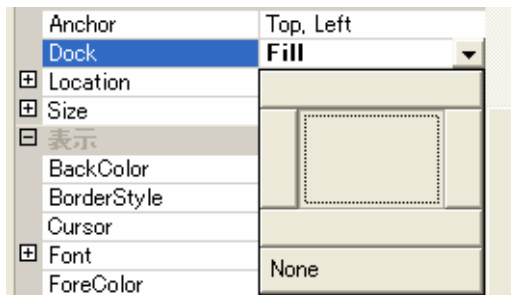 Anchor Top, Left
Dock Fill
Location
Size
表示
BackColor
BorderStyle
Cursor
Font
None
ForeColor